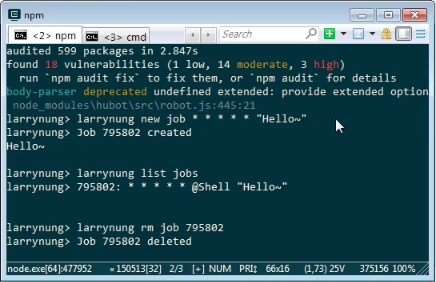 npm
<2> npm
<3> cmd
Search
audited 599 packages in 2.847s
found 18 vulnerabilities (1 low, 14 moderate, 3 high)
run `npm audit fix` to fix them, or `npm audit` for details
body-parser deprecated undefined extended: provide extended option
node_modules\hubot\src\robot.js:445:21
larrynung> larrynung new job * * * * * "Hello~"
larrynung> Job 795802 created
Hello~
larrynung> larrynung list jobs
larrynung> 795802: * * * * * @Shell "Hello~"
larrynung> larrynung rm job 795802
larrynung> Job 795802 deleted
node.exe[64]:477952 «150513[32] 2/3 [+] NUM PRI‡ 66x16 (1,73) 25V 375156 100%